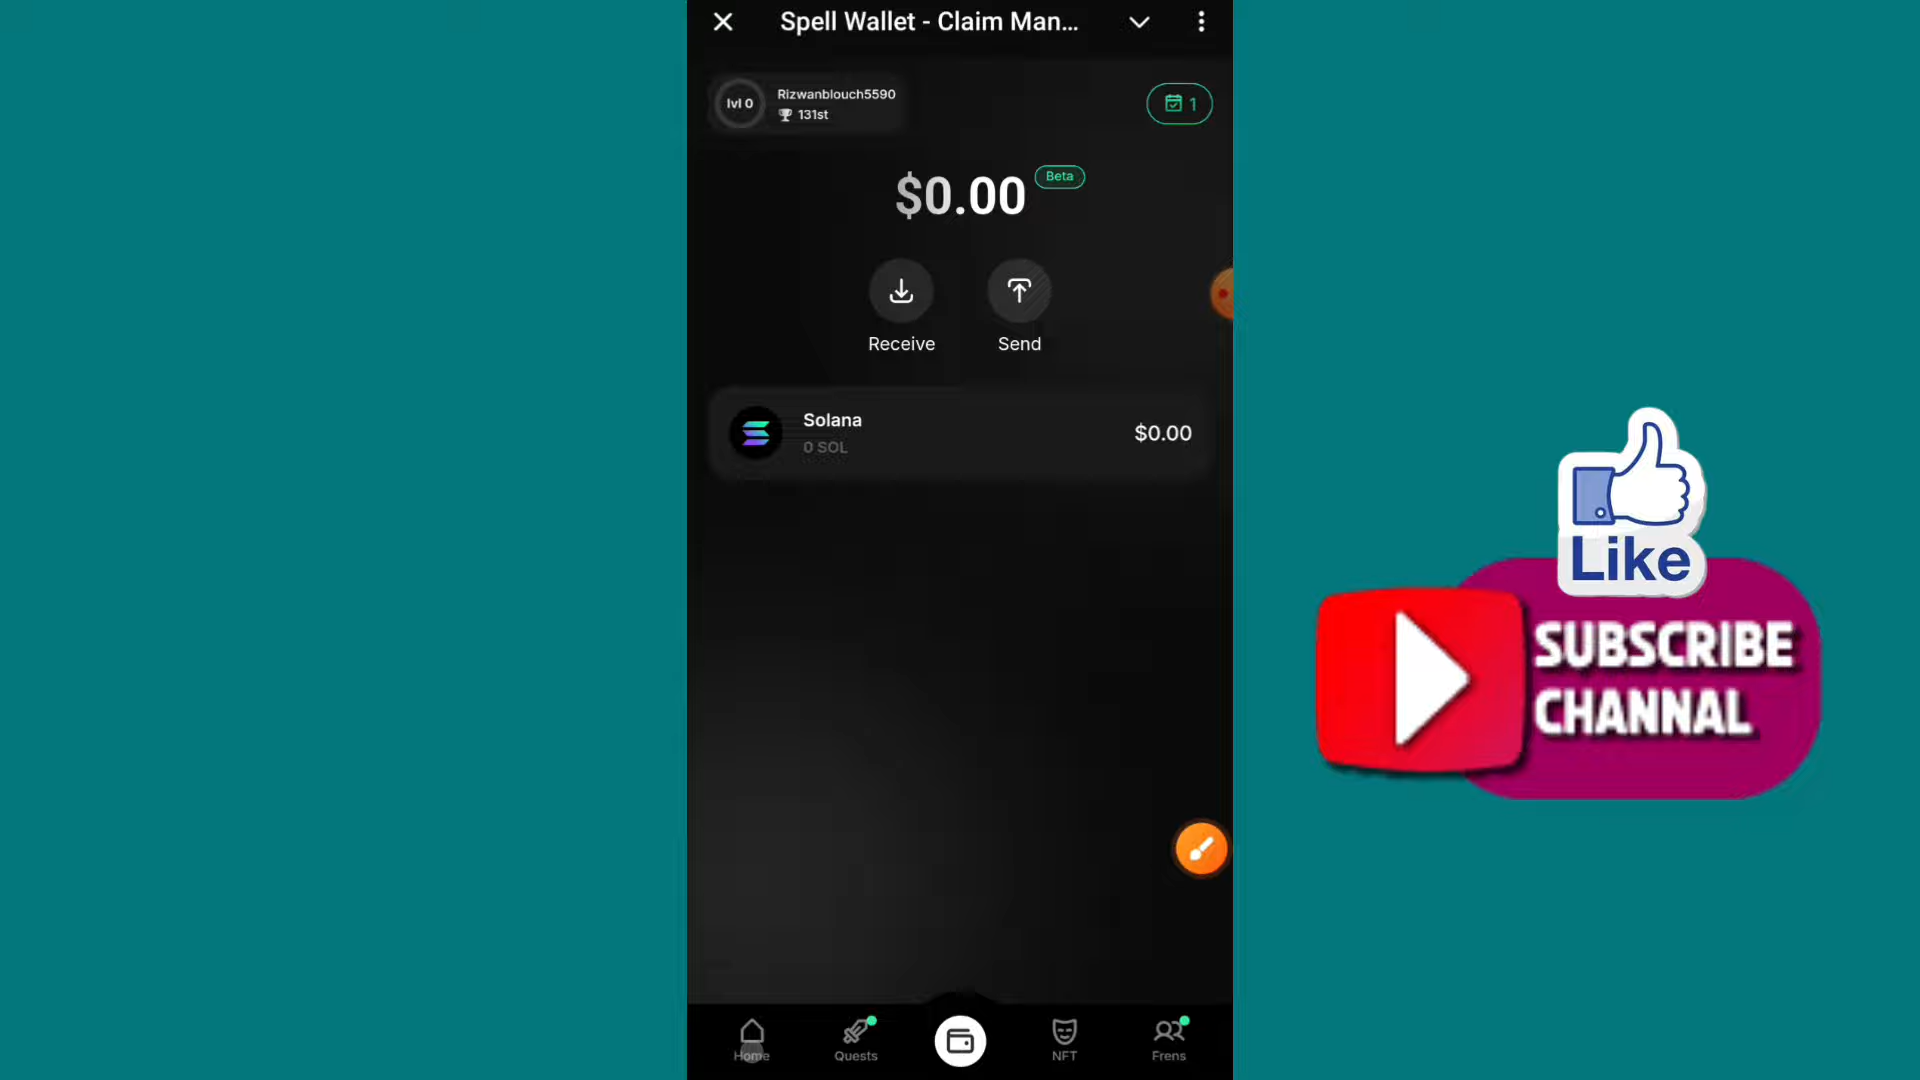 Spell Wallet - Claim Man...
lvl 0
Rizwanblouch5590
131st
1
$0.00
Beta
Receive
Send
Solana
0 SOL
$0.00
Like
SUBSCRIBE
CHANNAL
Home
Quests
NFT
Frens